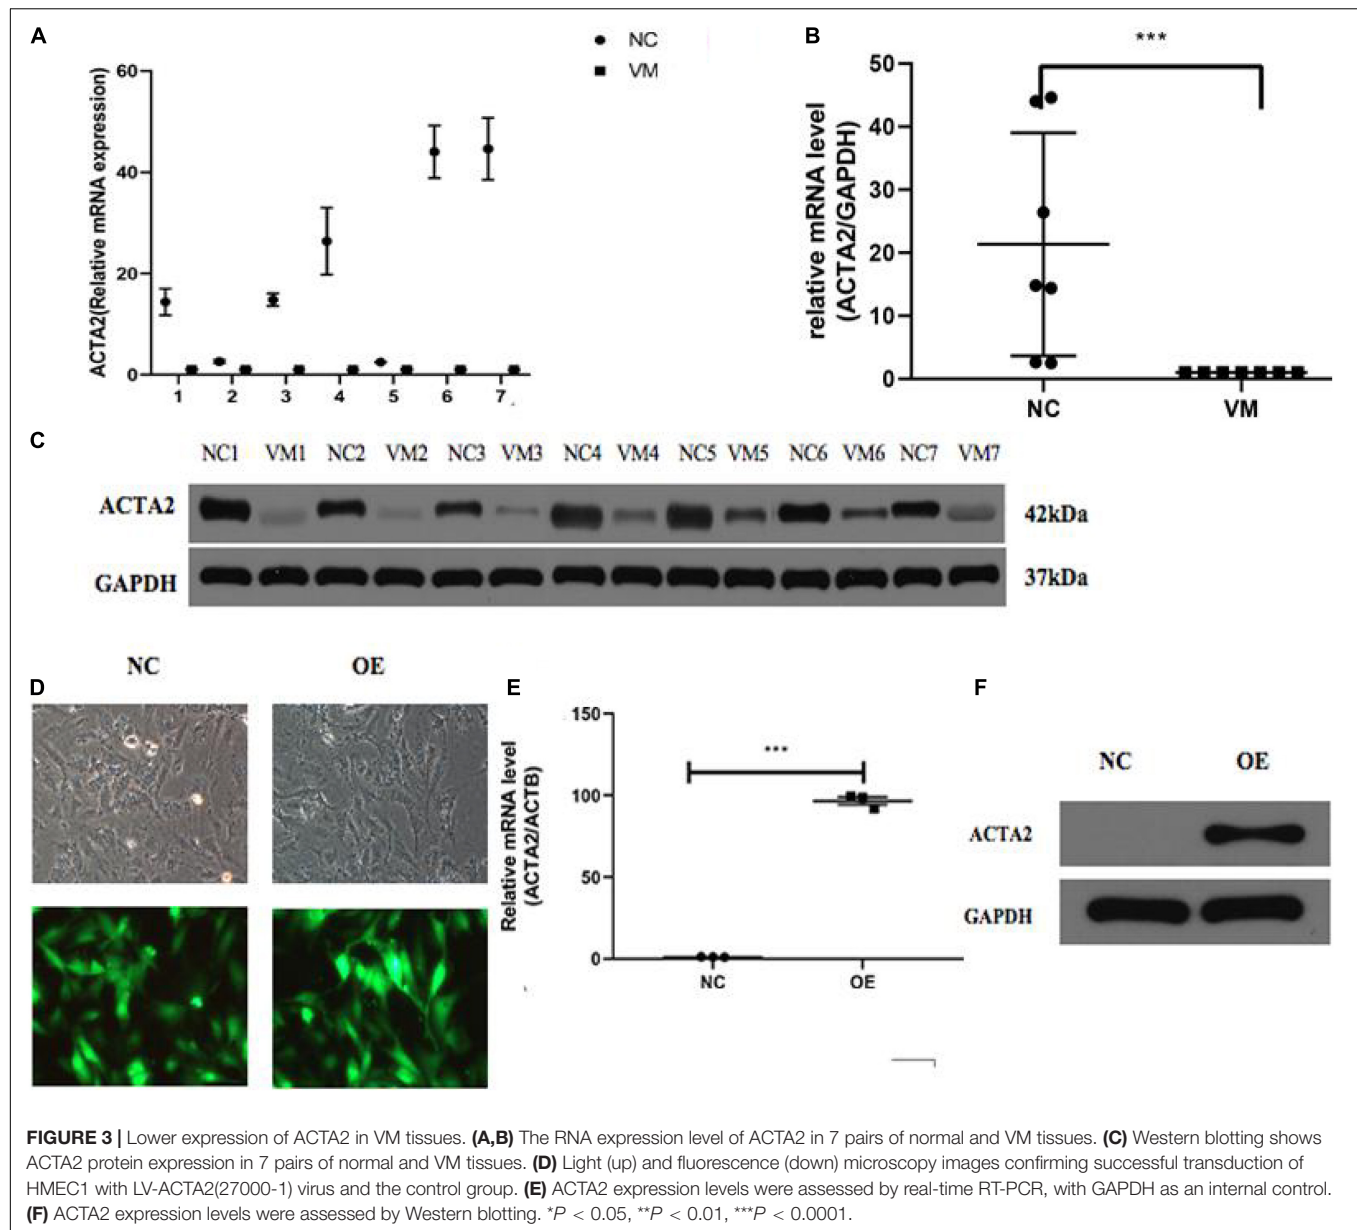 A
NC
VM
ACTA2(Relative mRNA expression)
60
40
20
0
1 2 3 4 5 6 7
B
***
relative mRNA level
(ACTA2/GAPDH)
50
40
30
20
10
0
NC VM
C
NC1 VM1 NC2 VM2 NC3 VM3 NC4 VM4 NC5 VM5 NC6 VM6 NC7 VM7
ACTA2 42kDa
GAPDH 37kDa
D
NC OE
E
Relative mRNA level
(ACTA2/ACTB)
150
100
50
0
***
NC OE
F
NC OE
ACTA2
GAPDH
FIGURE 3 | Lower expression of ACTA2 in VM tissues. (A,B) The RNA expression level of ACTA2 in 7 pairs of normal and VM tissues. (C) Western blotting shows
ACTA2 protein expression in 7 pairs of normal and VM tissues. (D) Light (up) and fluorescence (down) microscopy images confirming successful transduction of
HMEC1 with LV-ACTA2(27000-1) virus and the control group. (E) ACTA2 expression levels were assessed by real-time RT-PCR, with GAPDH as an internal control.
(F) ACTA2 expression levels were assessed by Western blotting. *P < 0.05, **P < 0.01, ***P < 0.0001.